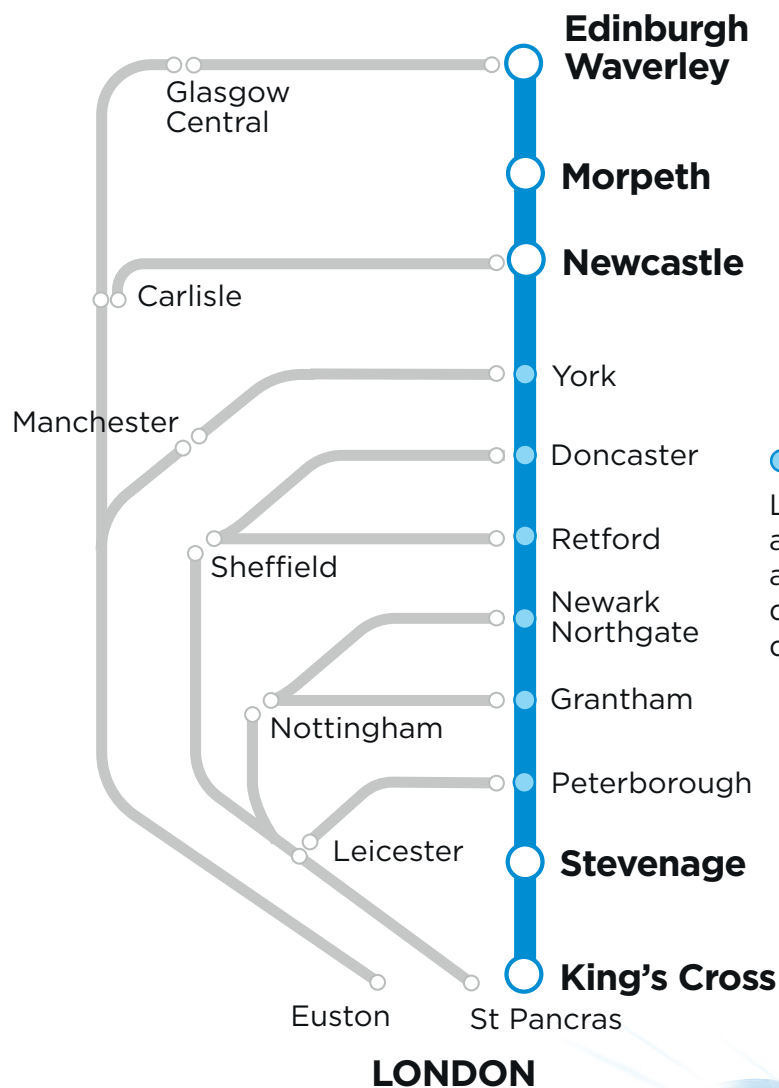 Edinburgh
Waverley
Glasgow
Central
Morpeth
Newcastle
Carlisle
York
Manchester
Doncaster
Retford
Sheffield
Newark
Northgate
Grantham
Nottingham
Peterborough
Leicester
Stevenage
King's Cross
Euston
St Pancras
LONDON